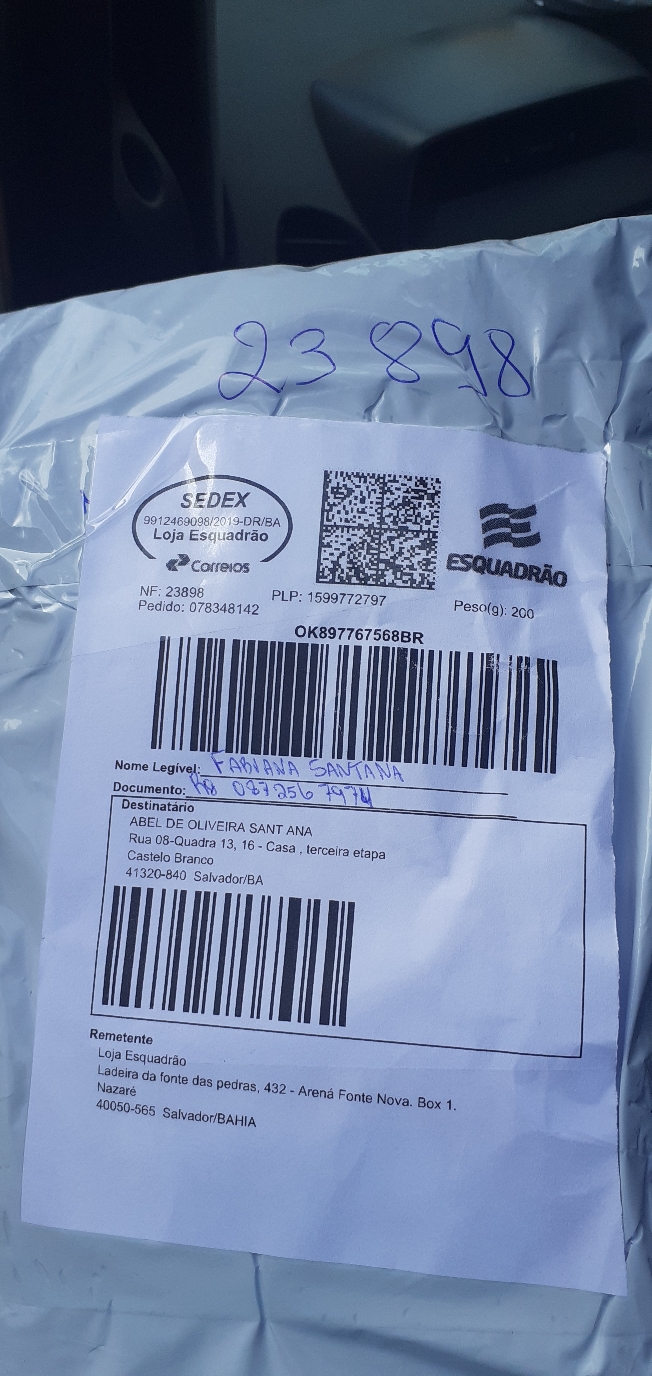 23898
SEDEX
9912469098/2019-DR/BA
Loja Esquadrão
Correios
ESQUADRÃO
NF: 23898
PLP: 1599772797
Peso(g): 200
Pedido: 078348142
OK897767568BR
Nome Legível: FABIANA SANTANA
Documento: RG 087256 7974
Destinatário
ABEL DE OLIVEIRA SANT ANA
Rua 08-Quadra 13, 16 - Casa , terceira etapa
Castelo Branco
41320-840 Salvador/BA
Remetente
Loja Esquadrão
Ladeira da fonte das pedras, 432 - Arená Fonte Nova. Box 1.
Nazaré
40050-565 Salvador/BAHIA